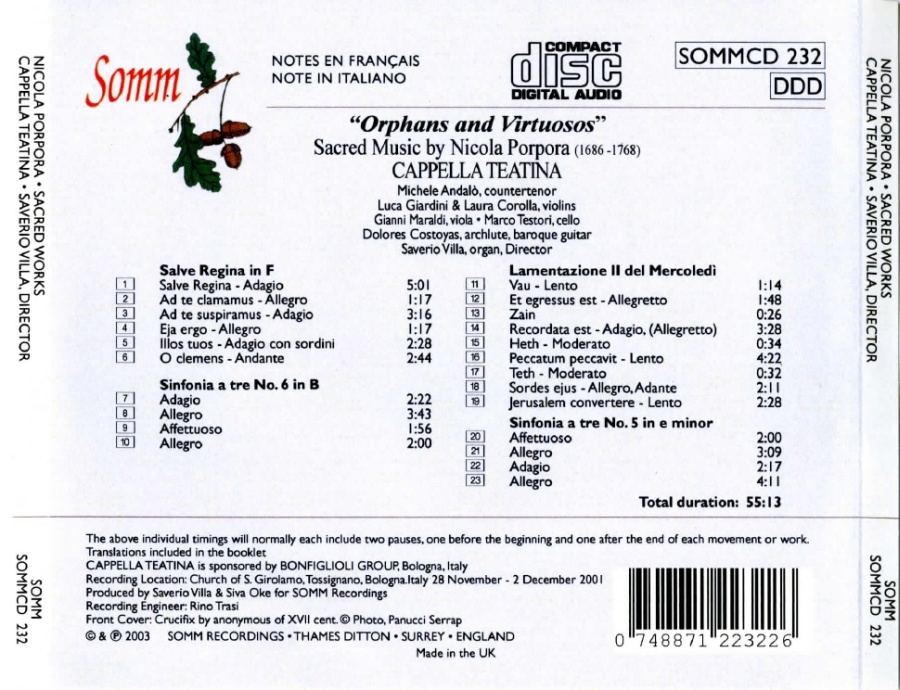 NICOLA PORPORA • SACRED WORKS
CAPPELLA TEATINA • SAVERIO VILLA, DIRECTOR
SOMM
SOMMCD 232
Somm
NOTES EN FRANÇAIS
NOTE IN ITALIANO
COMPACT
disc
DIGITAL AUDIO
SOMMCD 232
DDD
“Orphans and Virtuosos”
Sacred Music by Nicola Porpora (1686 -1768)
CAPPELLA TEATINA
Michele Andalò, countertenor
Luca Giardini & Laura Corolla, violins
Gianni Maraldi, viola • Marco Testori, cello
Dolores Costoyas, archlute, baroque guitar
Saverio Villa, organ, Director
Salve Regina in F
1 Salve Regina - Adagio 5:01
2 Ad te clamamus - Allegro 1:17
3 Ad te suspiramus - Adagio 3:16
4 Eja ergo - Allegro 1:17
5 Illos tuos - Adagio con sordini 2:28
6 O clemens - Andante 2:44
Sinfonia a tre No. 6 in B
7 Adagio 2:22
8 Allegro 3:43
9 Affettuoso 1:56
10 Allegro 2:00
Lamentazione II del Mercoledì
11 Vau - Lento 1:14
12 Et egressus est - Allegretto 1:48
13 Zain 0:26
14 Recordata est - Adagio, (Allegretto) 3:28
15 Heth - Moderato 0:34
16 Peccatum peccavit - Lento 4:22
17 Teth - Moderato 0:32
18 Sordes ejus - Allegro, Adante 2:11
19 Jerusalem convertere - Lento 2:28
Sinfonia a tre No. 5 in e minor
20 Affettuoso 2:00
21 Allegro 3:09
22 Adagio 2:17
23 Allegro 4:11
Total duration: 55:13
The above individual timings will normally each include two pauses, one before the beginning and one after the end of each movement or work.
Translations included in the booklet
CAPPELLA TEATINA is sponsored by BONFIGLIOLI GROUP, Bologna, Italy
Recording Location: Church of S. Girolamo, Tossignano, Bologna.Italy 28 November - 2 December 2001
Produced by Saverio Villa & Siva Oke for SOMM Recordings
Recording Engineer: Rino Trasi
Front Cover: Crucifix by anonymous of XVII cent. © Photo, Panucci Serrap
© & ℗ 2003 SOMM RECORDINGS • THAMES DITTON • SURREY • ENGLAND
Made in the UK
0 748871 223226
NICOLA PORPORA • SACRED WORKS
CAPPELLA TEATINA • SAVERIO VILLA, DIRECTOR
SOMM
SOMMCD 232